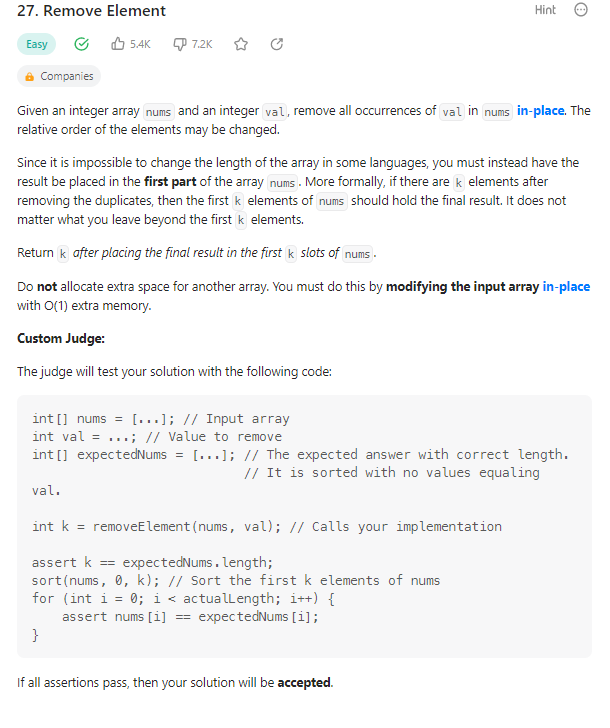 27. Remove Element
Hint
Easy
5.4K
7.2K
Companies
Given an integer array nums and an integer val, remove all occurrences of val in nums in-place. The
relative order of the elements may be changed.
Since it is impossible to change the length of the array in some languages, you must instead have the
result be placed in the first part of the array nums. More formally, if there are k elements after
removing the duplicates, then the first k elements of nums should hold the final result. It does not
matter what you leave beyond the first k elements.
Return k after placing the final result in the first k slots of nums.
Do not allocate extra space for another array. You must do this by modifying the input array in-place
with O(1) extra memory.
Custom Judge:
The judge will test your solution with the following code:
int[] nums = [...]; // Input array
int val = ...; // Value to remove
int[] expectedNums = [...]; // The expected answer with correct length.
// It is sorted with no values equaling
val.
int k = removeElement(nums, val); // Calls your implementation
assert k == expectedNums.length;
sort(nums, 0, k); // Sort the first k elements of nums
for (int i = 0; i < actualLength; i++) {
assert nums[i] == expectedNums[i];
}
If all assertions pass, then your solution will be accepted.